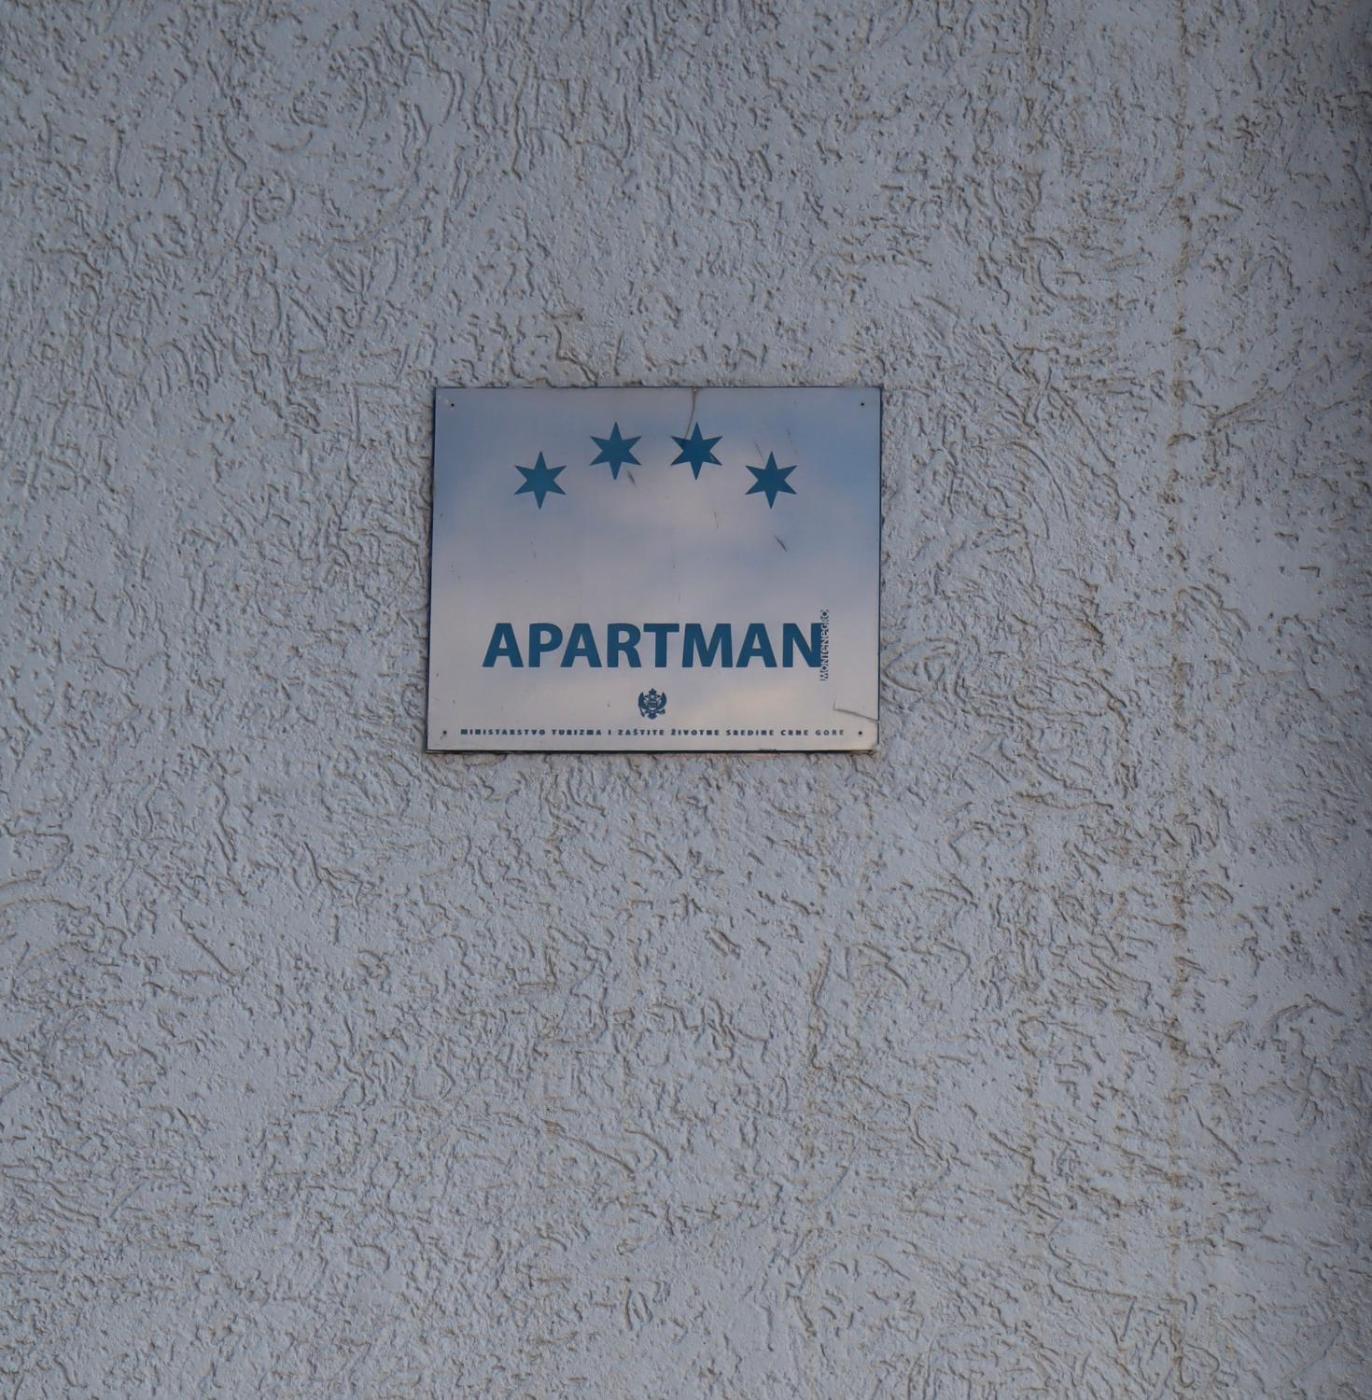 APARTMAN
MONTENEGRO
MINISTARSTVO TURIZMA I ZAŠTITE ŽIVOTNE SREDINE CRNE GORE